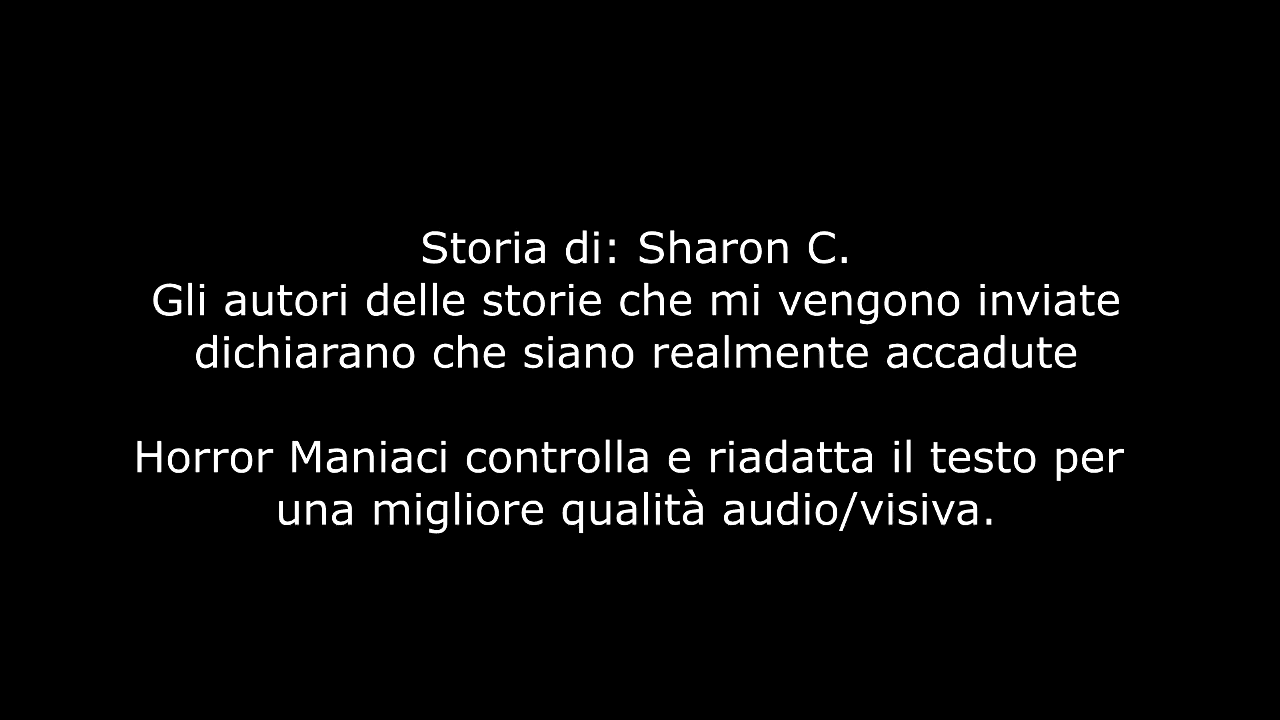 Storia di: Sharon C.
Gli autori delle storie che mi vengono inviate
dichiarano che siano realmente accadute
Horror Maniaci controlla e riadatta il testo per
una migliore qualità audio/visiva.